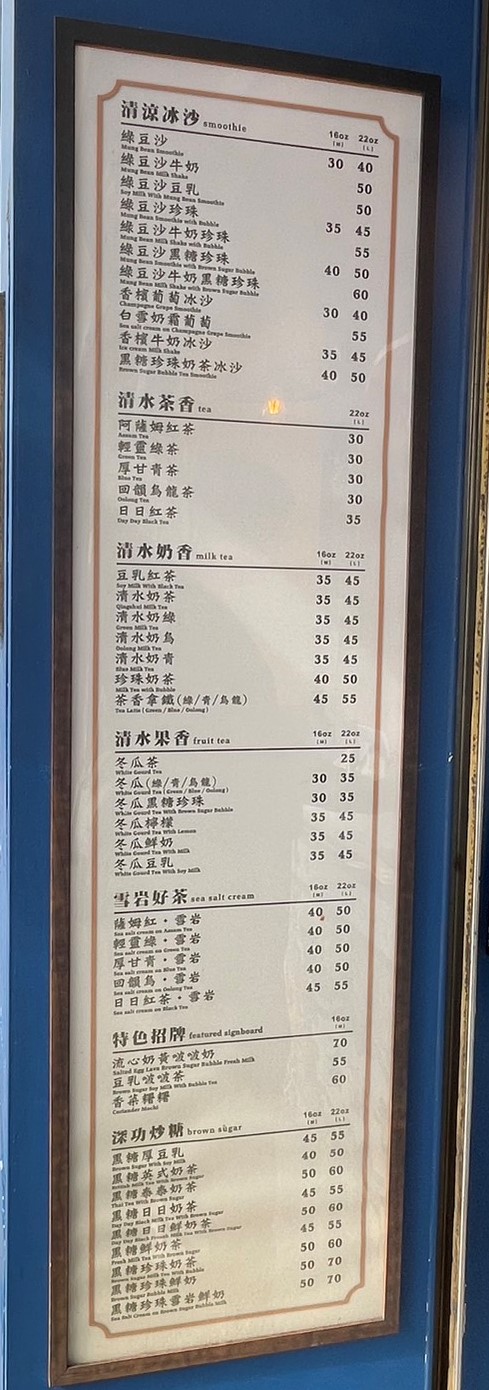 清涼冰沙 smoothie 16oz 22oz
(M) (L)
綠豆沙 30 40
Mung Bean Smoothie
綠豆沙牛奶 50
Mung Bean Milk Shake
綠豆沙豆乳 50
Soy Milk With Mung Bean Smoothie
綠豆沙珍珠 35 45
Mung Bean Smoothie with Bubble
綠豆沙牛奶珍珠 55
Mung Bean Milk Shake with Bubble
綠豆沙黑糖珍珠 40 50
Mung Bean Smoothie with Brown Sugar Bubble
綠豆沙牛奶黑糖珍珠 60
Mung Bean Milk Shake with Brown Sugar Bubble
香檳葡萄冰沙 30 40
Champagne Grape Smoothie
白雪奶霜葡萄 55
Sea salt cream on Champagne Grape Smoothie
香檳牛奶冰沙 35 45
Ice cream Milk Shake
黑糖珍珠奶茶冰沙 40 50
Brown Sugar Bubble Tea Smoothie
清水茶香 tea 22oz
(L)
阿薩姆紅茶 30
Assam Tea
輕靈綠茶 30
Green Tea
厚甘青茶 30
Blue Tea
回韻烏龍茶 30
Oolong Tea
日日紅茶 35
Day Day Black Tea
清水奶香 milk tea 16oz 22oz
(M) (L)
豆乳紅茶 35 45
Soy Milk With Black Tea
清水奶茶 35 45
Qingshui Milk Tea
清水奶綠 35 45
Green Milk Tea
清水奶烏 35 45
Oolong Milk Tea
清水奶青 35 45
Blue Milk Tea
珍珠奶茶 40 50
Milk Tea with Bubble
茶香拿鐵(綠/青/烏龍) 45 55
Tea Latte ( Green / Blue / Oolong )
清水果香 fruit tea 16oz 22oz
(M) (L)
冬瓜茶 25
White Gourd Tea
冬瓜(綠/青/烏龍) 30 35
White Gourd Tea ( Green / Blue / Oolong )
冬瓜黑糖珍珠 30 35
White Gourd Tea With Brown Sugar Bubble
冬瓜檸檬 35 45
White Gourd Tea With Lemon
冬瓜鮮奶 35 45
White Gourd Tea With Milk
冬瓜豆乳 35 45
White Gourd Tea With Soy Milk
雪岩好茶 sea salt cream 16oz 22oz
(M) (L)
薩姆紅・雪岩 40 50
Sea salt cream on Assam Tea
輕靈綠・雪岩 40 50
Sea salt cream on Green Tea
厚甘青・雪岩 40 50
Sea salt cream on Blue Tea
回韻烏・雪岩 40 50
Sea salt cream on Oolong Tea
日日紅茶・雪岩 45 55
Sea salt cream on Black Tea
特色招牌 featured signboard 16oz
(M)
流心奶黃啵啵奶 70
Salted Egg Lava Brown Sugar Bubble Fresh Milk
豆乳啵啵茶 55
Brown Sugar Soy Milk With Bubble Tea
香菜糬糬 60
Coriander Mochi
深功炒糖 brown sugar 16oz 22oz
(M) (L)
黑糖厚豆乳 45 55
Brown Sugar With Soy Milk
黑糖英式奶茶 40 50
British Milk Tea With Brown Sugar
黑糖泰泰奶茶 50 60
Thai Tea With Brown Sugar
黑糖日日奶茶 45 55
Day Day Black Milk Tea With Brown Sugar
黑糖日日鮮奶茶 50 60
Day Day Black Fressh Milk Tea With Brown Sugar
黑糖鮮奶茶 45 55
Fresh Milk Tea With Brown Sugar
黑糖珍珠奶茶 50 60
Brown Sugar Milk Tea With Bubble
黑糖珍珠鮮奶 50 70
Brown Sugar Bubble Milk
黑糖珍珠雪岩鮮奶 50 70
Sea Salt Cream on Brown Sugar Bubble Milk